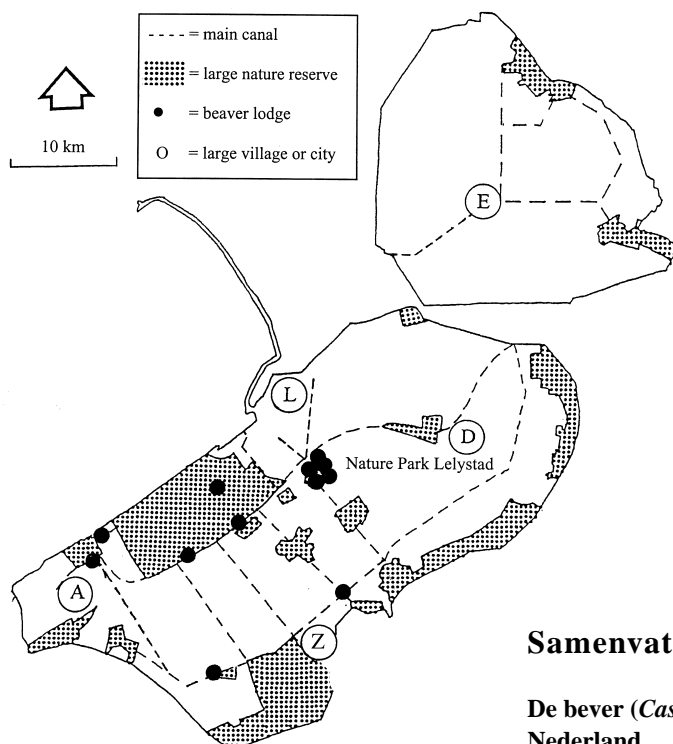 = main canal
= large nature reserve
= beaver lodge
O = large village or city
10 km
E
L
D
Nature Park Lelystad
A
Z
Samenvat
De bever (Cas
Nederland